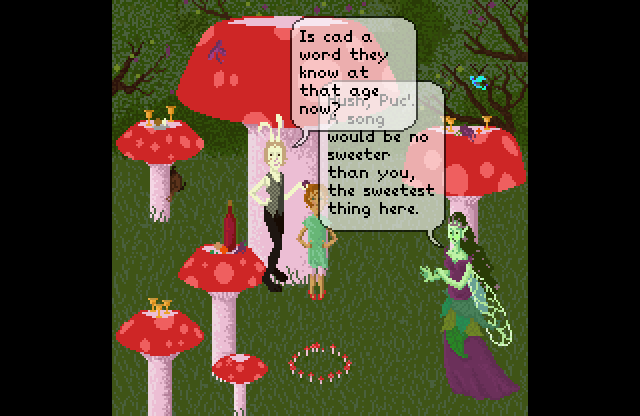 Is cad a
word they
know at
that age
now?
Hush, 'Puc'.
A song
would be no
sweeter
than you,
the sweetest
thing here.